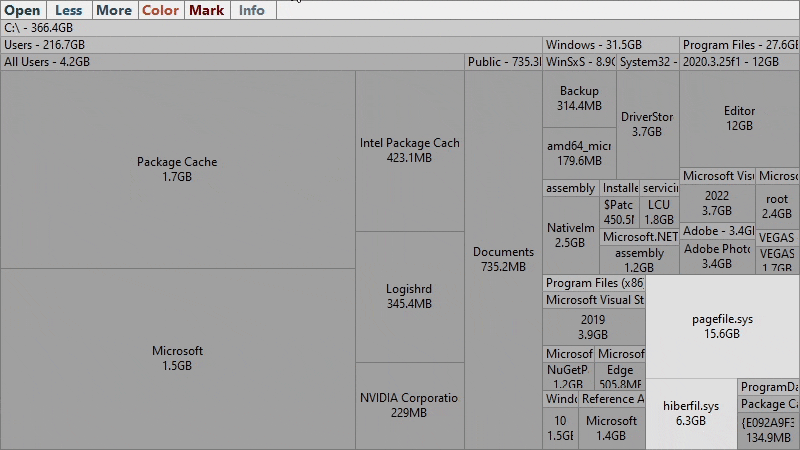 Open Less More Color Mark Info
C:\ - 366.4GB
Users - 216.7GB
Windows - 31.5GB
Program Files - 27.6G
All Users - 4.2GB
Public - 735.3
WinSxS - 8.9
System32 -
2020.3.25f1 - 12GB
Package Cache
1.7GB
Microsoft
1.5GB
Intel Package Cach
423.1MB
Logishrd
345.4MB
NVIDIA Corporatio
229MB
Documents
735.2MB
Backup
314.4MB
amd64_micr
179.6MB
DriverStor
3.7GB
assembly
NativeIm
2.5GB
Installe
$Patc
450.5
servicin
LCU
1.8GB
Microsoft.NET
assembly
1.2GB
Editor
12GB
Microsoft Visu
2022
3.7GB
Microso
root
2.4GB
Adobe - 3.4G
Adobe Photo
3.4GB
VEGAS
VEGAS
1.7GB
Program Files (x86
Microsoft Visual St
2019
3.9GB
Microsof
NuGetP
1.2GB
Microsof
Edge
505.8MB
Windo
10
1.5GB
Reference A
Microsoft
1.4GB
pagefile.sys
15.6GB
hiberfil.sys
6.3GB
ProgramDa
Package Ca
{E092A9F3
134.9MB